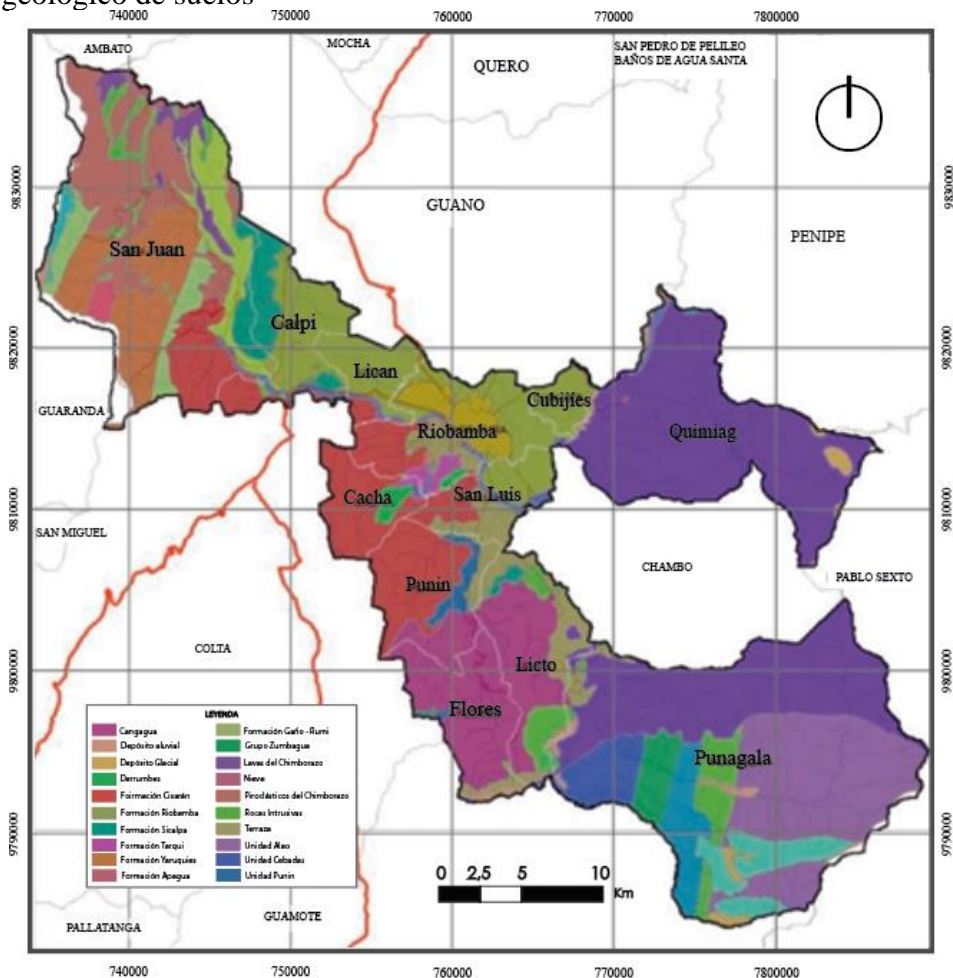 geológico de suelos
740000 750000 760000 770000 7800000
AMBATO
MOCHA
QUERO
SAN PEDRO DE PELILEO
BAÑOS DE AGUA SANTA
9830000
9830000
GUANO
PENIPE
San Juan
Calpi
9820000
9820000
Lican
Cubijíes
GUARANDA
Riobamba
Quimiag
Cacha
San Luis
9810000
9810000
SAN MIGUEL
CHAMBO
PABLO SEXTO
Punin
COLTA
Licto
9800000
9800000
Flores
Punagala
LEYENDA
Cangagua
Depósito aluvial
Depósito Glacial
Derrumbes
Foirmación Cisarán
Formación Riobamba
Formación Sicalpa
Formación Tarqui
Formación Yaruquies
Formación Apagua
Formación Gaño - Rumi
Grupo Zumbagua
Lavas del Chimborazo
Nieve
Piroclásticos del Chimborazo
Rocas Intrusivas
Terraza
Unidad Alao
Unidad Cebadas
Unidad Punin
9790000
9790000
0 2,5 5 10
Km
PALLATANGA
GUAMOTE
740000 750000 760000 770000 7800000